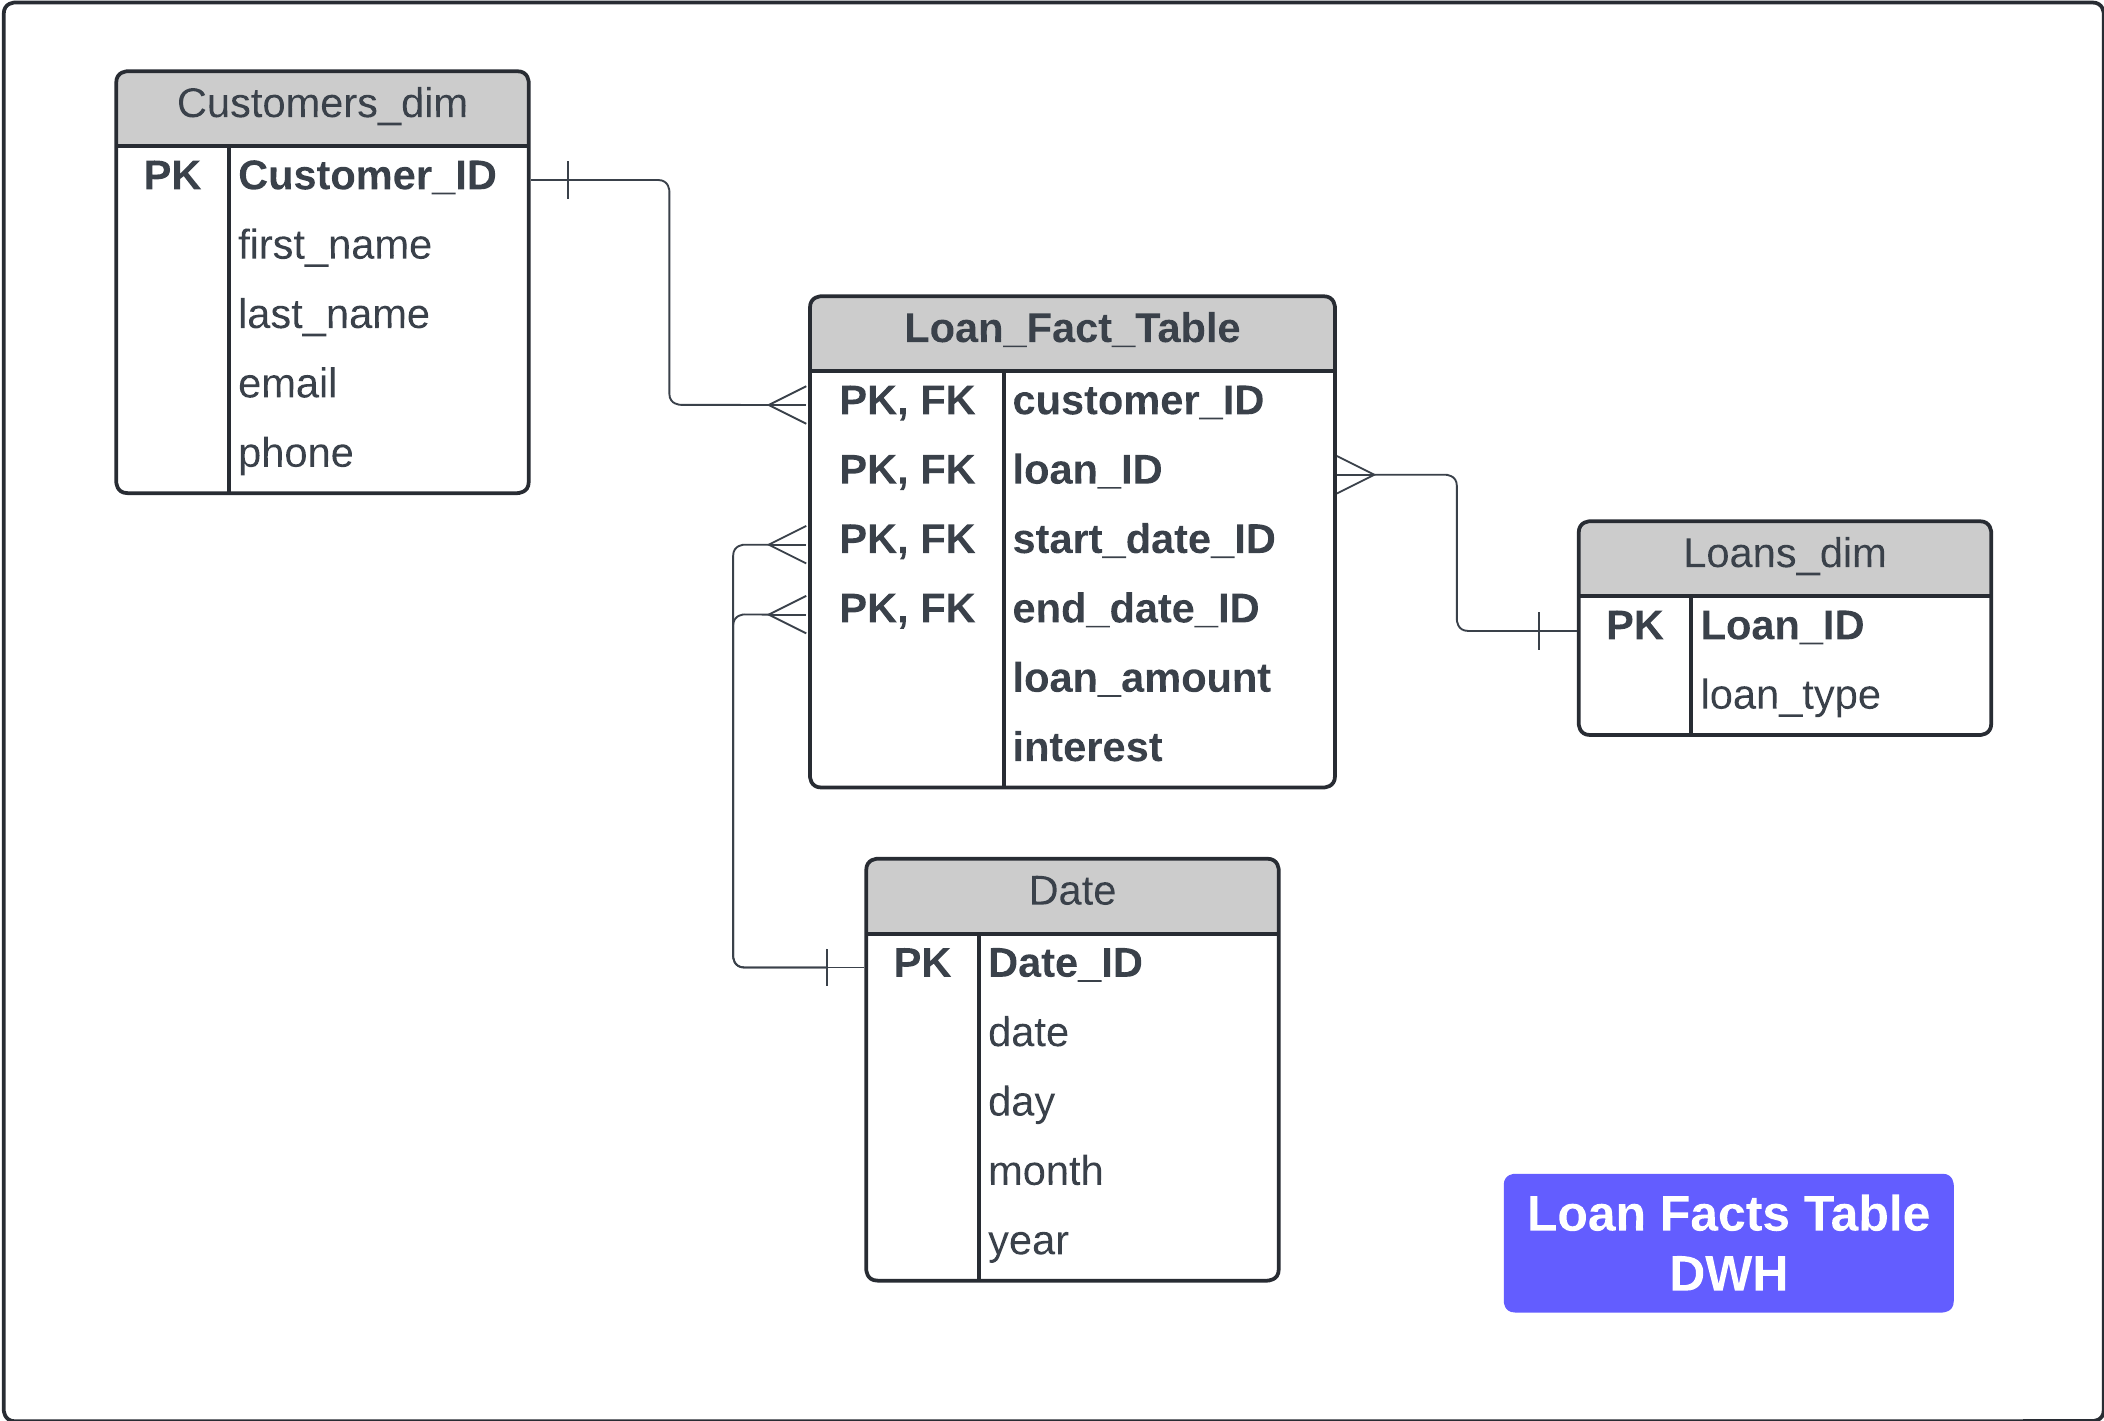 Customers_dim
PK Customer_ID
first_name
last_name
email
phone
Loan_Fact_Table
PK, FK customer_ID
PK, FK loan_ID
PK, FK start_date_ID
PK, FK end_date_ID
loan_amount
interest
Loans_dim
PK Loan_ID
loan_type
Date
PK Date_ID
date
day
month
year
Loan Facts Table
DWH